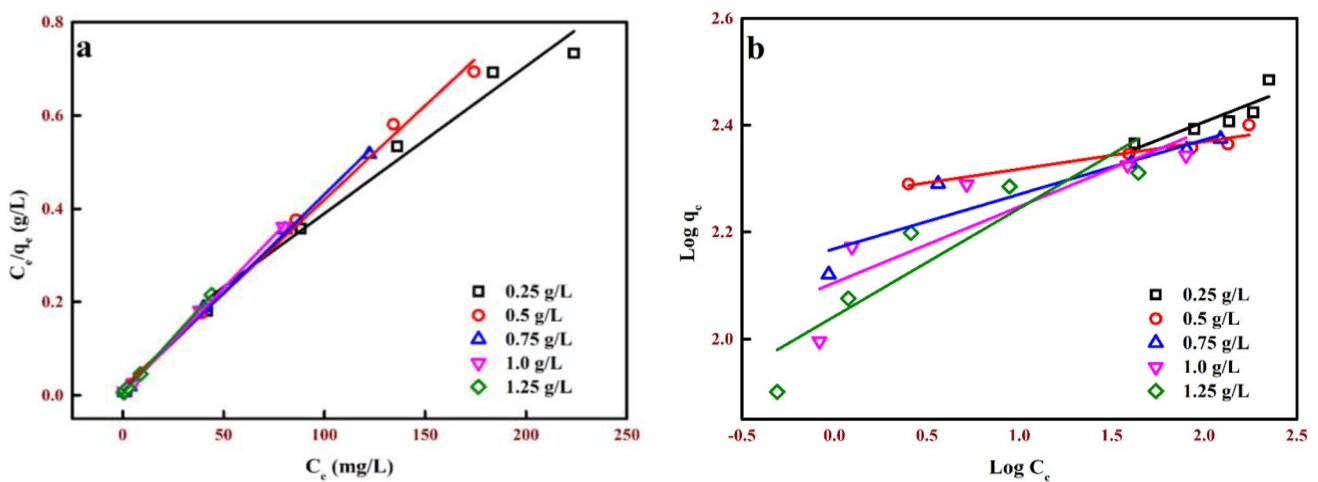 a
0.8
0.6
0.4
0.2
0.0
0
50
100
150
200
250
Cₑ/qₑ (g/L)
Cₑ (mg/L)
0.25 g/L
0.5 g/L
0.75 g/L
1.0 g/L
1.25 g/L
b
2.6
2.4
2.2
2.0
-0.5
0.0
0.5
1.0
1.5
2.0
2.5
Log qₑ
Log Cₑ
0.25 g/L
0.5 g/L
0.75 g/L
1.0 g/L
1.25 g/L